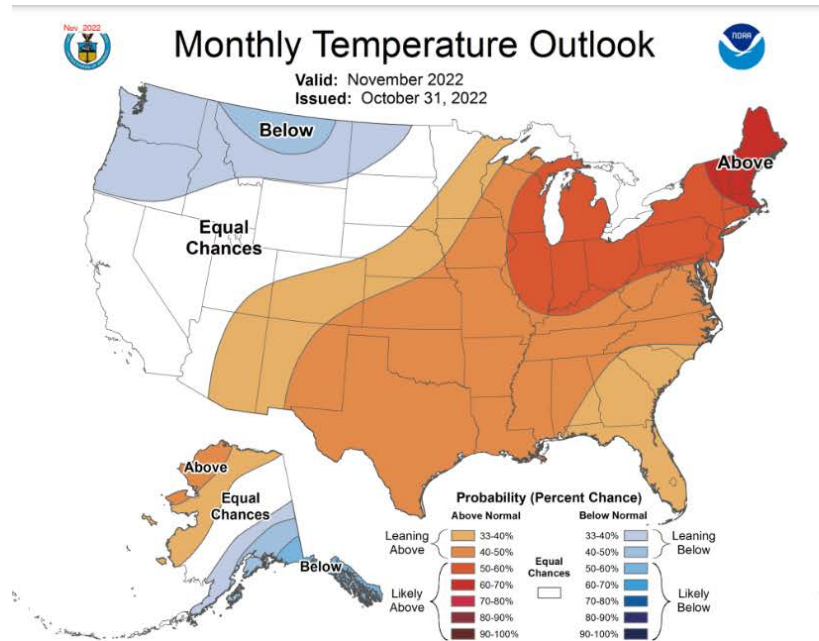 Nov_2022
Monthly Temperature Outlook
NOAA
Valid: November 2022
Issued: October 31, 2022
Below
Above
Equal
Chances
Above
Equal
Chances
Below
Probability (Percent Chance)
Above Normal
Below Normal
Leaning
Above
33-40%
40-50%
Likely
Above
50-60%
60-70%
70-80%
80-90%
90-100%
Equal
Chances
33-40%
40-50%
Leaning
Below
50-60%
60-70%
70-80%
80-90%
90-100%
Likely
Below